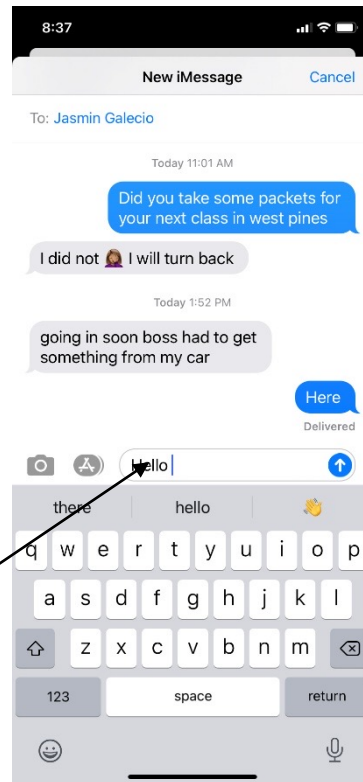 8:37
New iMessage Cancel
To: Jasmin Galecio
Today 11:01 AM
Did you take some packets for
your next class in west pines
I did not 🤦🏽‍♀️ I will turn back
Today 1:52 PM
going in soon boss had to get
something from my car
Here
Delivered
Hello
there hello 👋
q w e r t y u i o p
a s d f g h j k l
z x c v b n m
123 space return